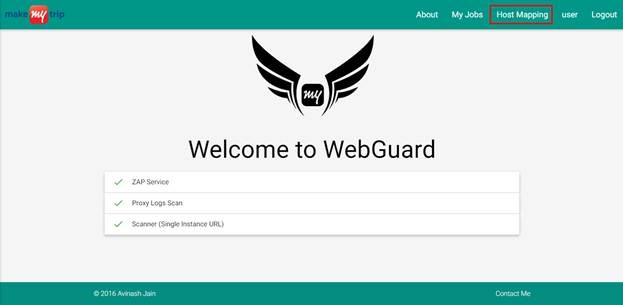 make my trip About My Jobs Host Mapping user Logout
my
Welcome to WebGuard
ZAP Service
Proxy Logs Scan
Scanner (Single Instance URL)
© 2016 Avinash Jain Contact Me